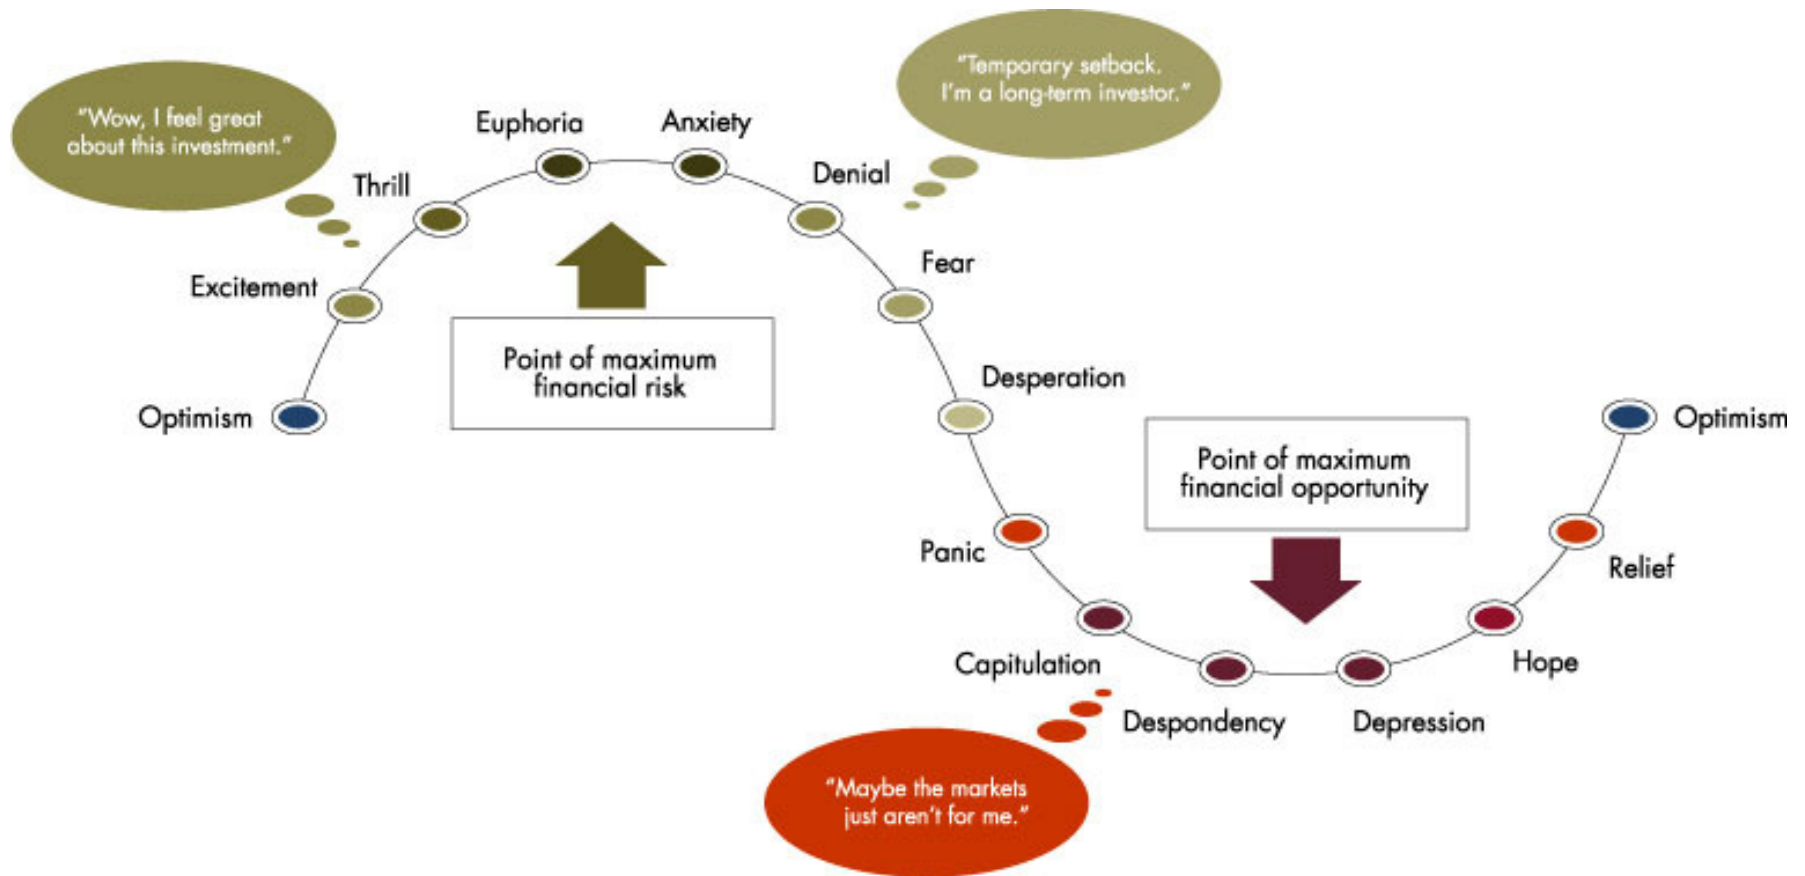 "Temporary setback.
I'm a long-term investor."
"Wow, I feel great
about this investment."
Euphoria
Anxiety
Thrill
Denial
Excitement
Fear
Point of maximum
financial risk
Optimism
Desperation
Optimism
Point of maximum
financial opportunity
Panic
Relief
Capitulation
Hope
Despondency
Depression
"Maybe the markets
just aren't for me."